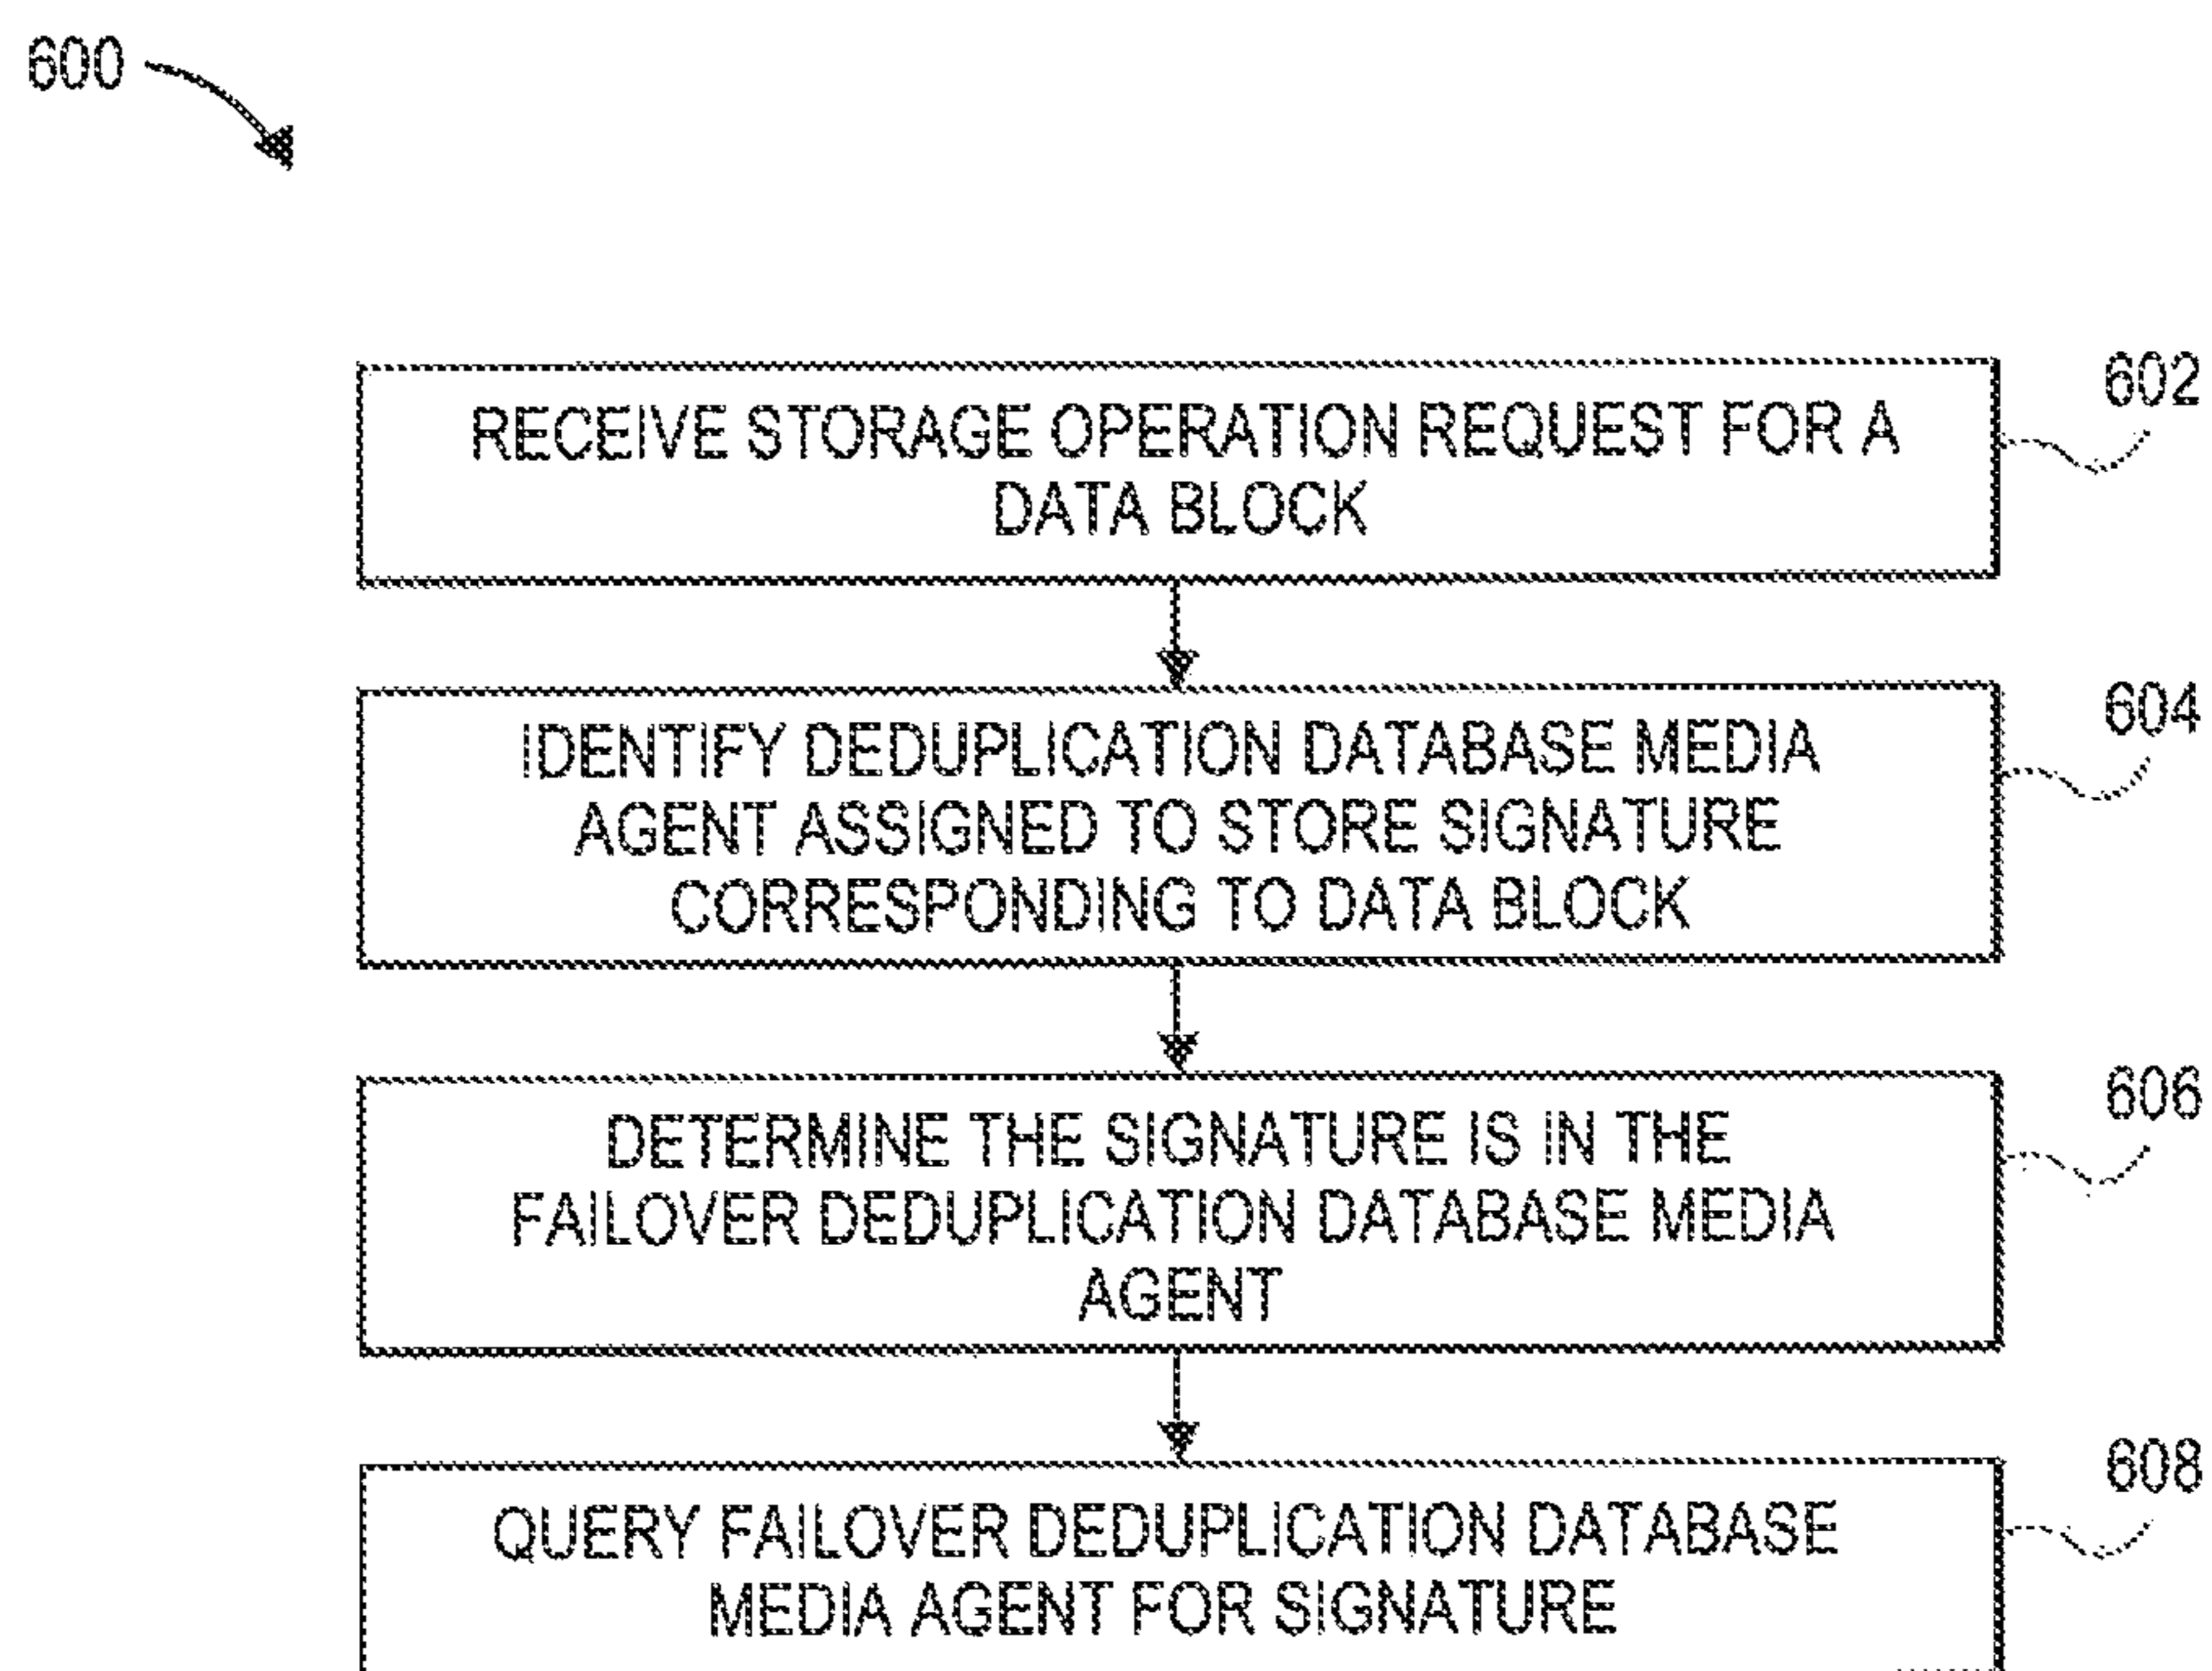 600
RECEIVE STORAGE OPERATION REQUEST FOR A
DATA BLOCK
602
IDENTIFY DEDUPLICATION DATABASE MEDIA
AGENT ASSIGNED TO STORE SIGNATURE
CORRESPONDING TO DATA BLOCK
604
DETERMINE THE SIGNATURE IS IN THE
FAILOVER DEDUPLICATION DATABASE MEDIA
AGENT
606
QUERY FAILOVER DEDUPLICATION DATABASE
MEDIA AGENT FOR SIGNATURE
608